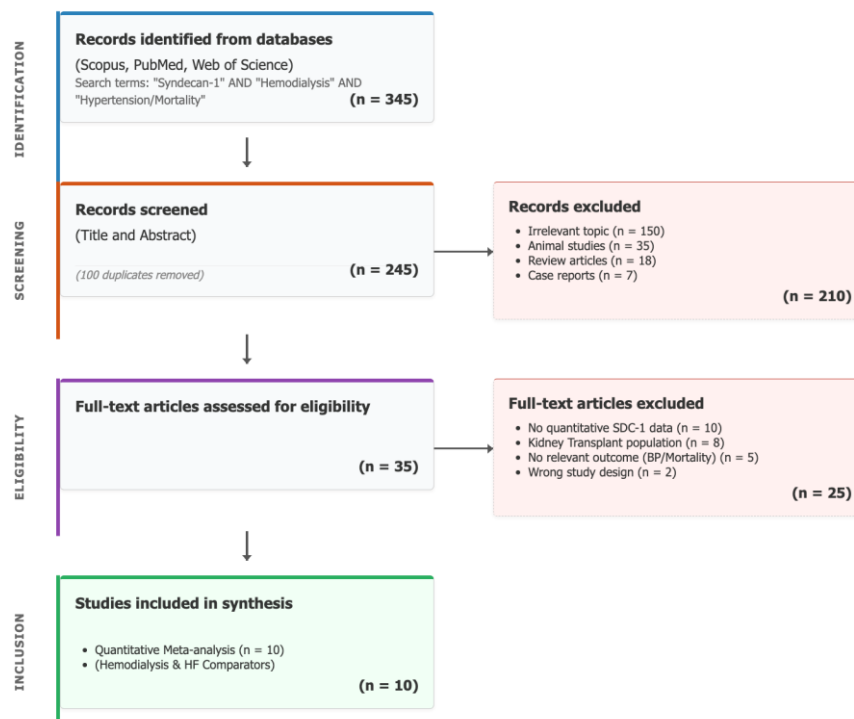 IDENTIFICATION
Records identified from databases
(Scopus, PubMed, Web of Science)
Search terms: "Syndecan-1" AND "Hemodialysis" AND
"Hypertension/Mortality"
(n = 345)
SCREENING
Records screened
(Title and Abstract)
(100 duplicates removed)
(n = 245)
Records excluded
• Irrelevant topic (n = 150)
• Animal studies (n = 35)
• Review articles (n = 18)
• Case reports (n = 7)
(n = 210)
ELIGIBILITY
Full-text articles assessed for eligibility
(n = 35)
Full-text articles excluded
• No quantitative SDC-1 data (n = 10)
• Kidney Transplant population (n = 8)
• No relevant outcome (BP/Mortality) (n = 5)
• Wrong study design (n = 2)
(n = 25)
INCLUSION
Studies included in synthesis
• Quantitative Meta-analysis (n = 10)
• (Hemodialysis & HF Comparators)
(n = 10)